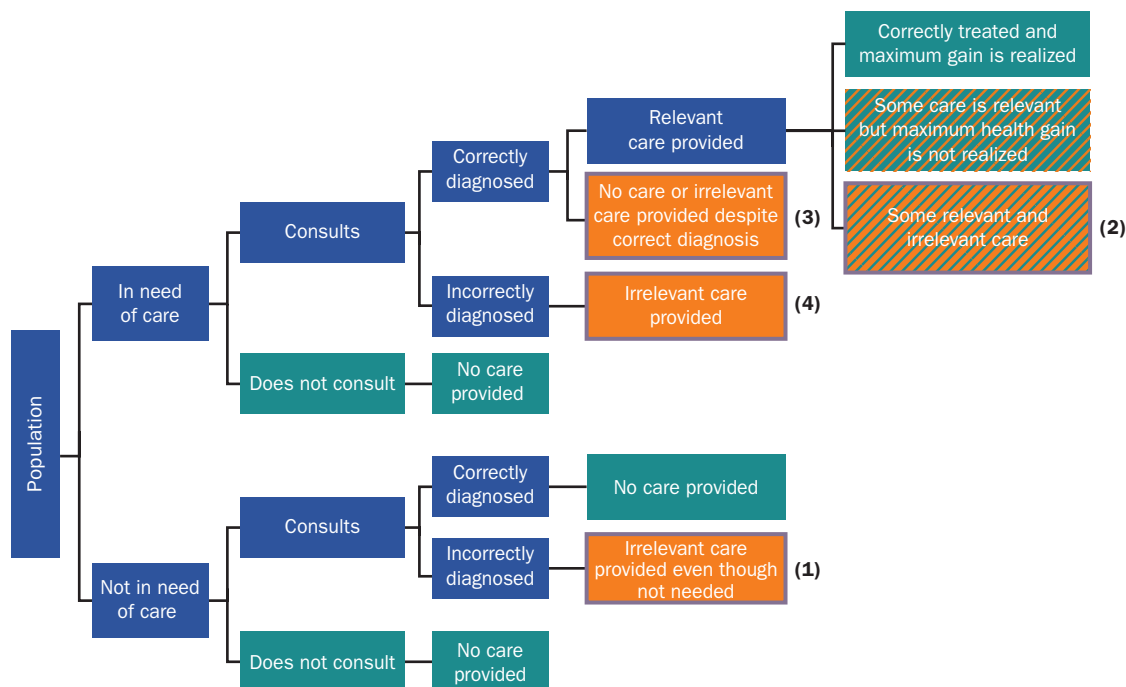 Population
In need
of care
Consults
Correctly
diagnosed
Relevant
care provided
Correctly treated and
maximum gain is realized
Some care is relevant
but maximum health gain
is not realized
Some relevant and
irrelevant care
(2)
No care or irrelevant
care provided despite
correct diagnosis
(3)
Incorrectly
diagnosed
Irrelevant care
provided
(4)
Does not consult
No care
provided
Not in need
of care
Consults
Correctly
diagnosed
No care provided
Incorrectly
diagnosed
Irrelevant care
provided even though
not needed
(1)
Does not consult
No care
provided